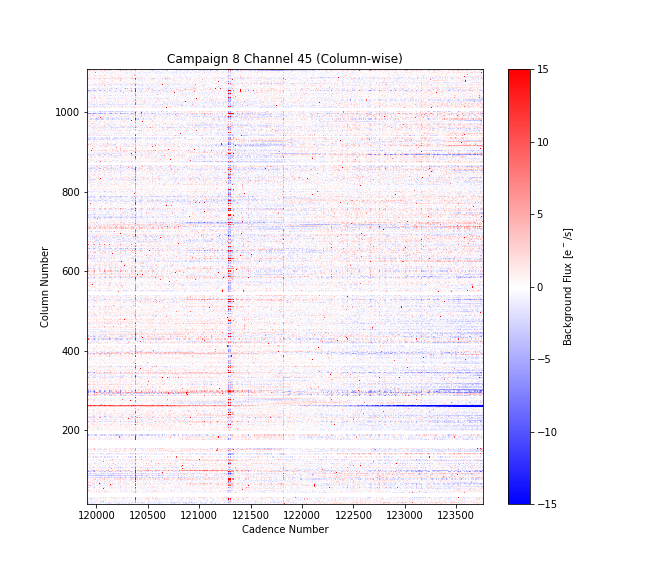 Campaign 8 Channel 45 (Column-wise)
1000
800
600
400
200
Column Number
120000 120500 121000 121500 122000 122500 123000 123500
Cadence Number
15
10
5
0
−5
−10
−15
Background Flux [e⁻/s]